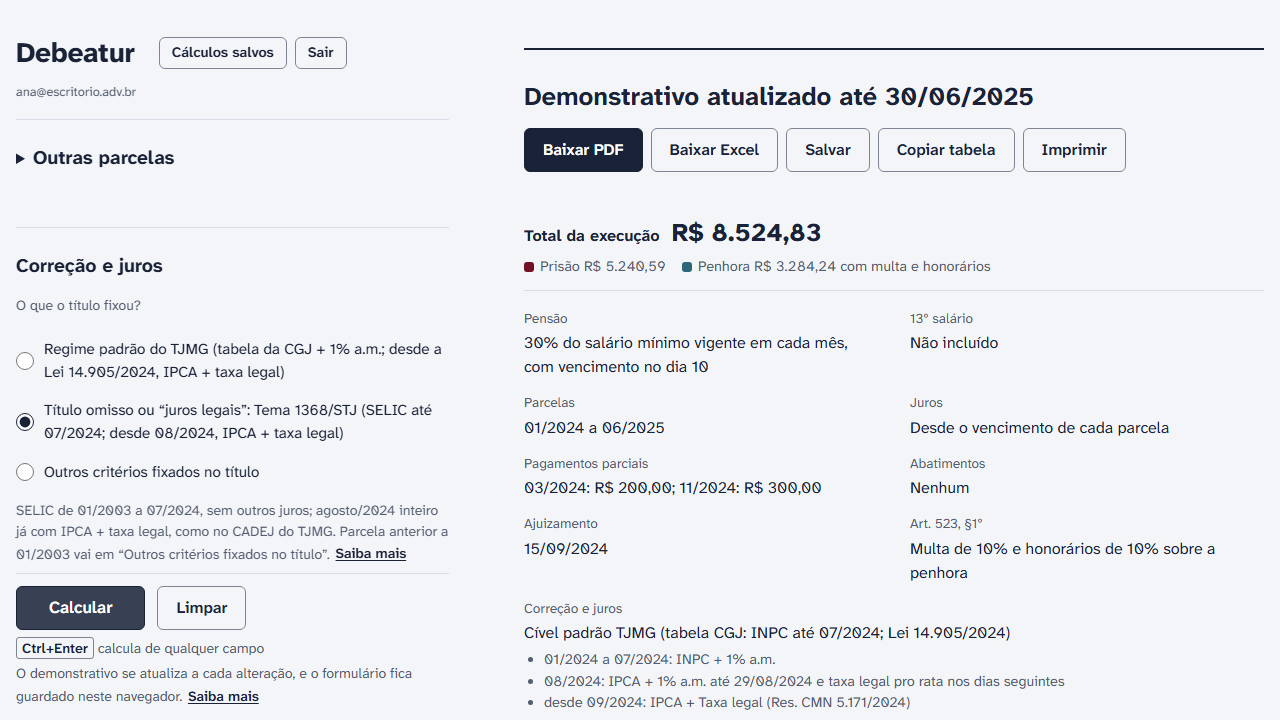 Debeatur
Cálculos salvos
Sair
ana@escritorio.adv.br
Outras parcelas
Correção e juros
O que o título fixou?
Regime padrão do TJMG (tabela da CGJ + 1% a.m.; desde a
Lei 14.905/2024, IPCA + taxa legal)
Título omisso ou “juros legais”: Tema 1368/STJ (SELIC até
07/2024; desde 08/2024, IPCA + taxa legal)
Outros critérios fixados no título
SELIC de 01/2003 a 07/2024, sem outros juros; agosto/2024 inteiro
já com IPCA + taxa legal, como no CADEJ do TJMG. Parcela anterior a
01/2003 vai em “Outros critérios fixados no título”. Saiba mais
Calcular
Limpar
Ctrl+Enter calcula de qualquer campo
O demonstrativo se atualiza a cada alteração, e o formulário fica
guardado neste navegador. Saiba mais
Demonstrativo atualizado até 30/06/2025
Baixar PDF
Baixar Excel
Salvar
Copiar tabela
Imprimir
Total da execução R$ 8.524,83
Prisão R$ 5.240,59 Penhora R$ 3.284,24 com multa e honorários
Pensão
30% do salário mínimo vigente em cada mês,
com vencimento no dia 10
13° salário
Não incluído
Parcelas
01/2024 a 06/2025
Juros
Desde o vencimento de cada parcela
Pagamentos parciais
03/2024: R$ 200,00; 11/2024: R$ 300,00
Abatimentos
Nenhum
Ajuizamento
15/09/2024
Art. 523, §1°
Multa de 10% e honorários de 10% sobre a
penhora
Correção e juros
Cível padrão TJMG (tabela CGJ: INPC até 07/2024; Lei 14.905/2024)
• 01/2024 a 07/2024: INPC + 1% a.m.
• 08/2024: IPCA + 1% a.m. até 29/08/2024 e taxa legal pro rata nos dias seguintes
• desde 09/2024: IPCA + Taxa legal (Res. CMN 5.171/2024)